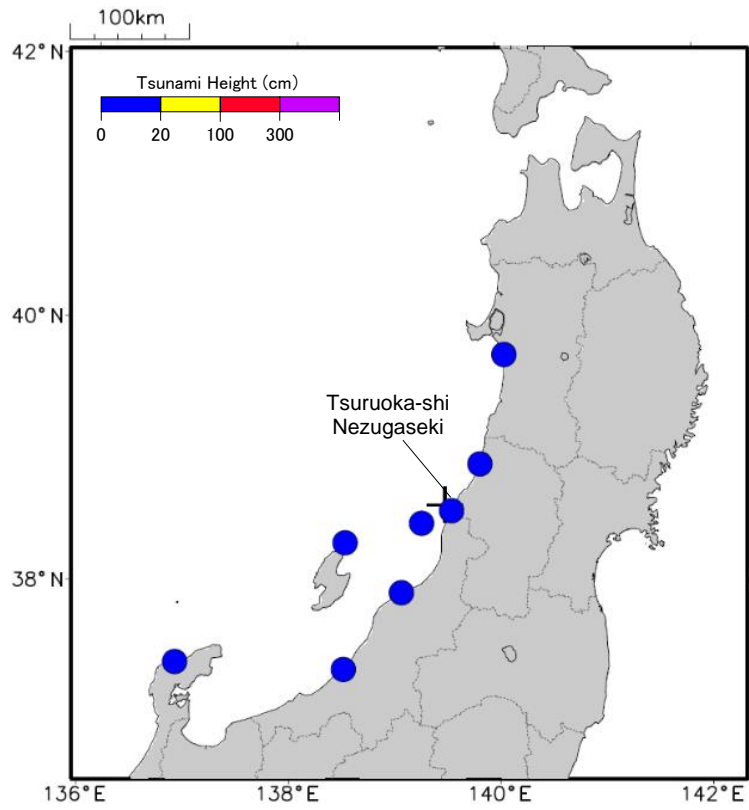 100km
42°N
Tsunami Height (cm)
0 20 100 300
40°N
Tsuruoka-shi
Nezugaseki
38°N
136°E 138°E 140°E 142°E